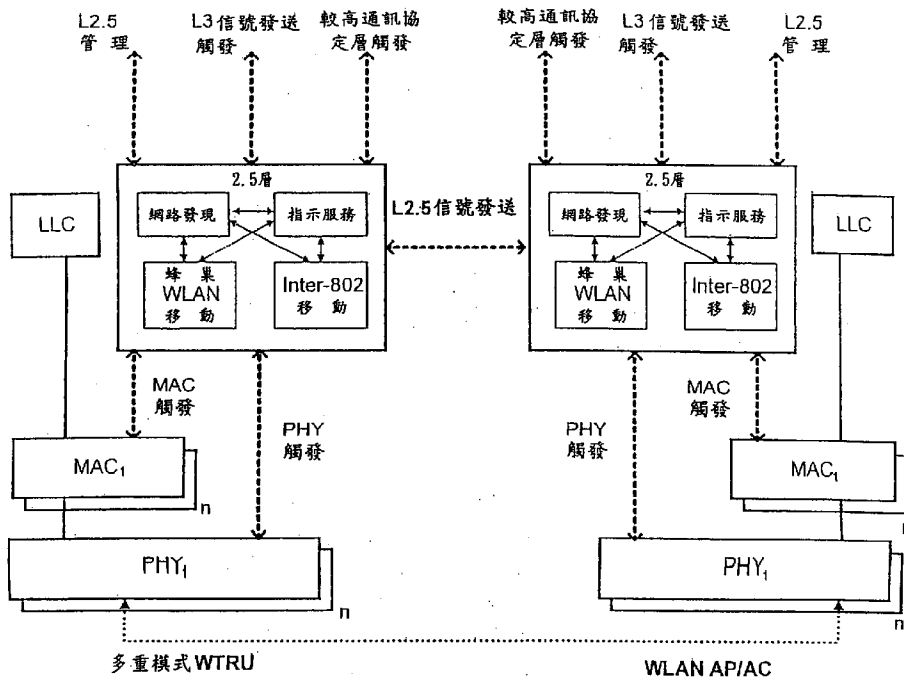 L2.5
管理
L3信號發送
觸發
較高通訊協
定層觸發
較高通訊協
定層觸發
L3信號發送
觸發
L2.5
管理
2.5層
網路發現
指示服務
蜂巢
WLAN
移動
Inter-802
移動
LLC
L2.5信號發送
2.5層
網路發現
指示服務
蜂巢
WLAN
移動
Inter-802
移動
LLC
MAC
觸發
PHY
觸發
PHY
觸發
MAC
觸發
MAC1
n
MAC1
n
PHY1
n
PHY1
n
多重模式WTRU
WLAN AP/AC